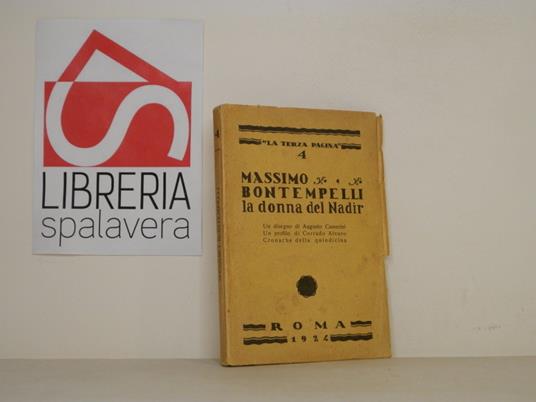 LIBRERIA
spalavera
4
"LA TERZA PAGINA"
4
MASSIMO
BONTEMPELLI
la donna del Nadir
Un disegno di Augusto Camerini
Un profilo di Corrado Alvaro
Cronache della quindicina
ROMA
1924